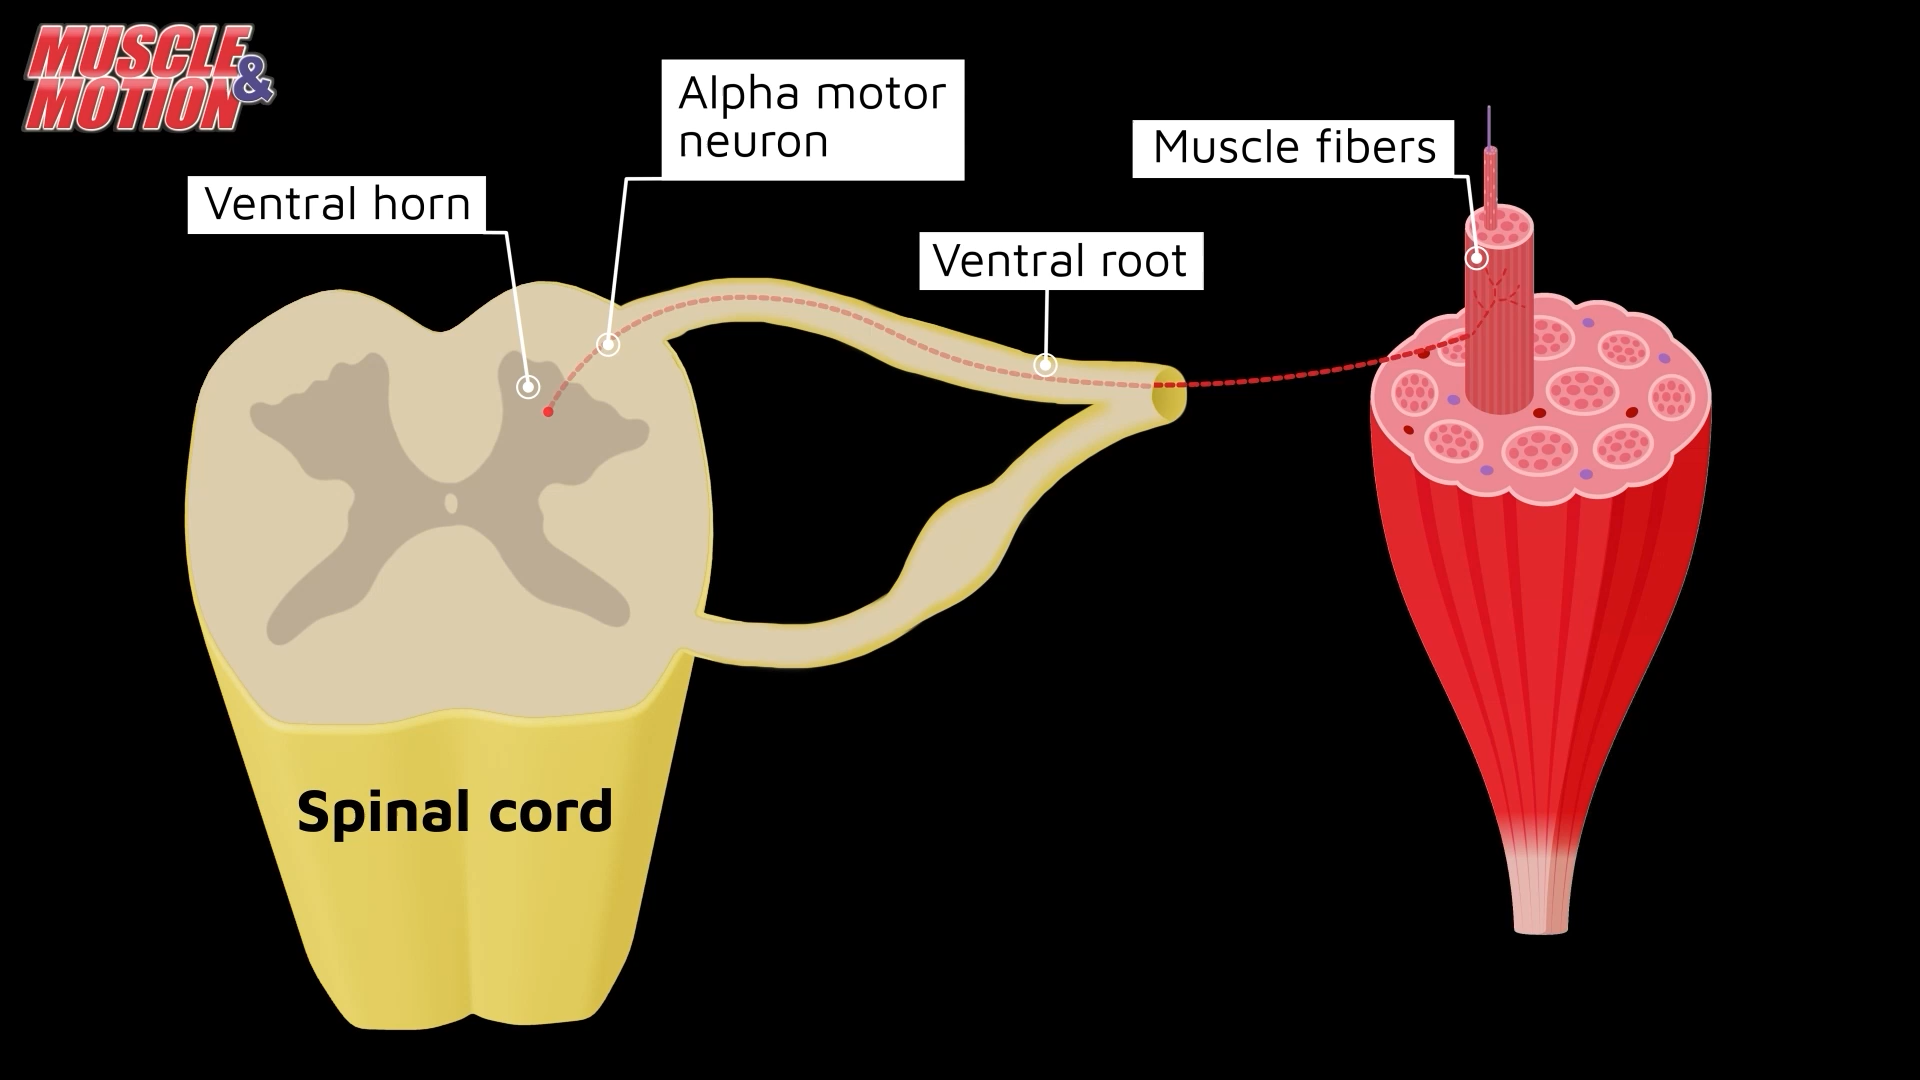 MUSCLE &
MOTION
Alpha motor
neuron
Muscle fibers
Ventral horn
Ventral root
Spinal cord